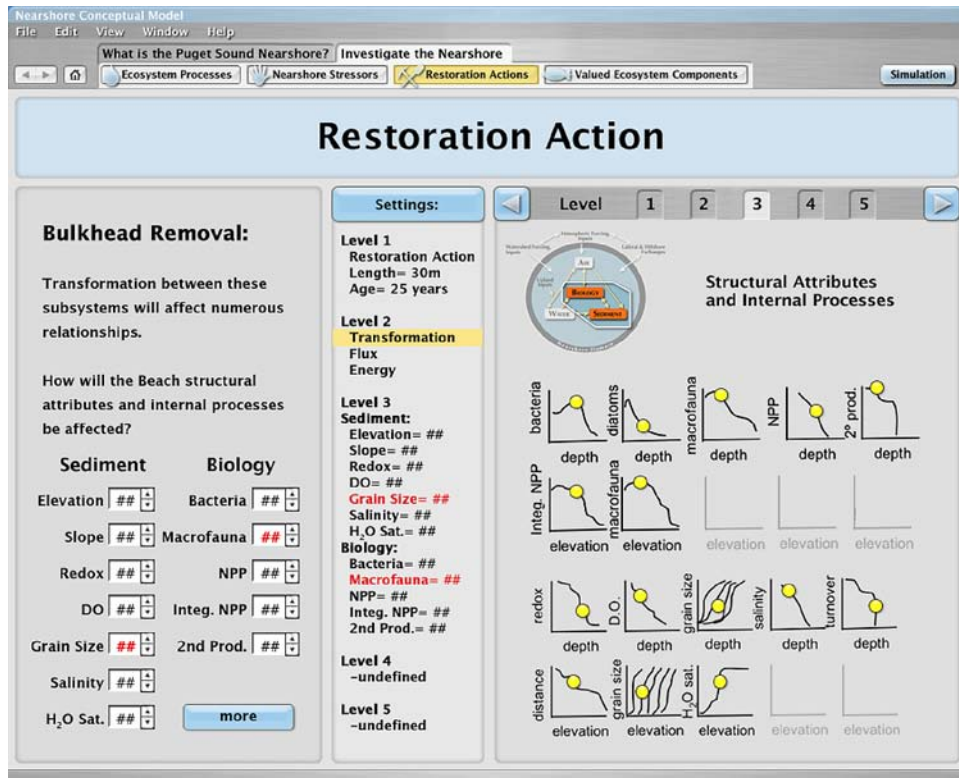 Nearshore Conceptual Model
File Edit View Window Help
What is the Puget Sound Nearshore? Investigate the Nearshore
Ecosystem Processes Nearshore Stressors Restoration Actions Valued Ecosystem Components Simulation
Restoration Action
Bulkhead Removal:
Transformation between these
subsystems will affect numerous
relationships.
How will the Beach structural
attributes and internal processes
be affected?
Sediment Biology
Elevation ## Bacteria ##
Slope ## Macrofauna ##
Redox ## NPP ##
DO ## Integ. NPP ##
Grain Size ## 2nd Prod. ##
Salinity ##
H₂O Sat. ## more
Settings:
Level 1
Restoration Action
Length= 30m
Age= 25 years
Level 2
Transformation
Flux
Energy
Level 3
Sediment:
Elevation= ##
Slope= ##
Redox= ##
DO= ##
Grain Size= ##
Salinity= ##
H₂O Sat.= ##
Biology:
Bacteria= ##
Macrofauna= ##
NPP= ##
Integ. NPP= ##
2nd Prod.= ##
Level 4
-undefined
Level 5
-undefined
Level 1 2 3 4 5
Inputs
Air
Biology
Water Sediment
Structural Attributes
and Internal Processes
bacteria diatoms macrofauna NPP 2º prod.
depth depth depth depth depth
Integ. NPP macrofauna
elevation elevation elevation elevation elevation
redox D.O. grain size salinity turnover
depth depth depth depth depth
distance grain size H₂O sat.
elevation elevation elevation elevation elevation